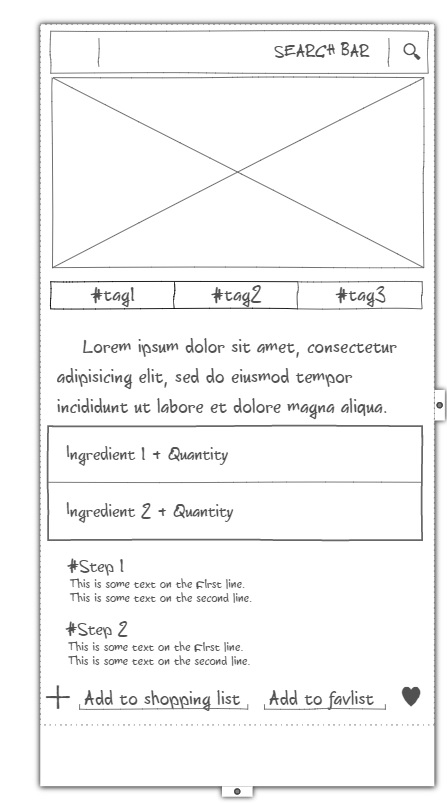 SEARCH BAR
#tag1 #tag2 #tag3
Lorem ipsum dolor sit amet, consectetur
adipisicing elit, sed do eiusmod tempor
incididunt ut labore et dolore magna aliqua.
Ingredient 1 + Quantity
Ingredient 2 + Quantity
#Step 1
This is some text on the first line.
This is some text on the second line.
#Step 2
This is some text on the first line.
This is some text on the second line.
Add to shopping list Add to favlist